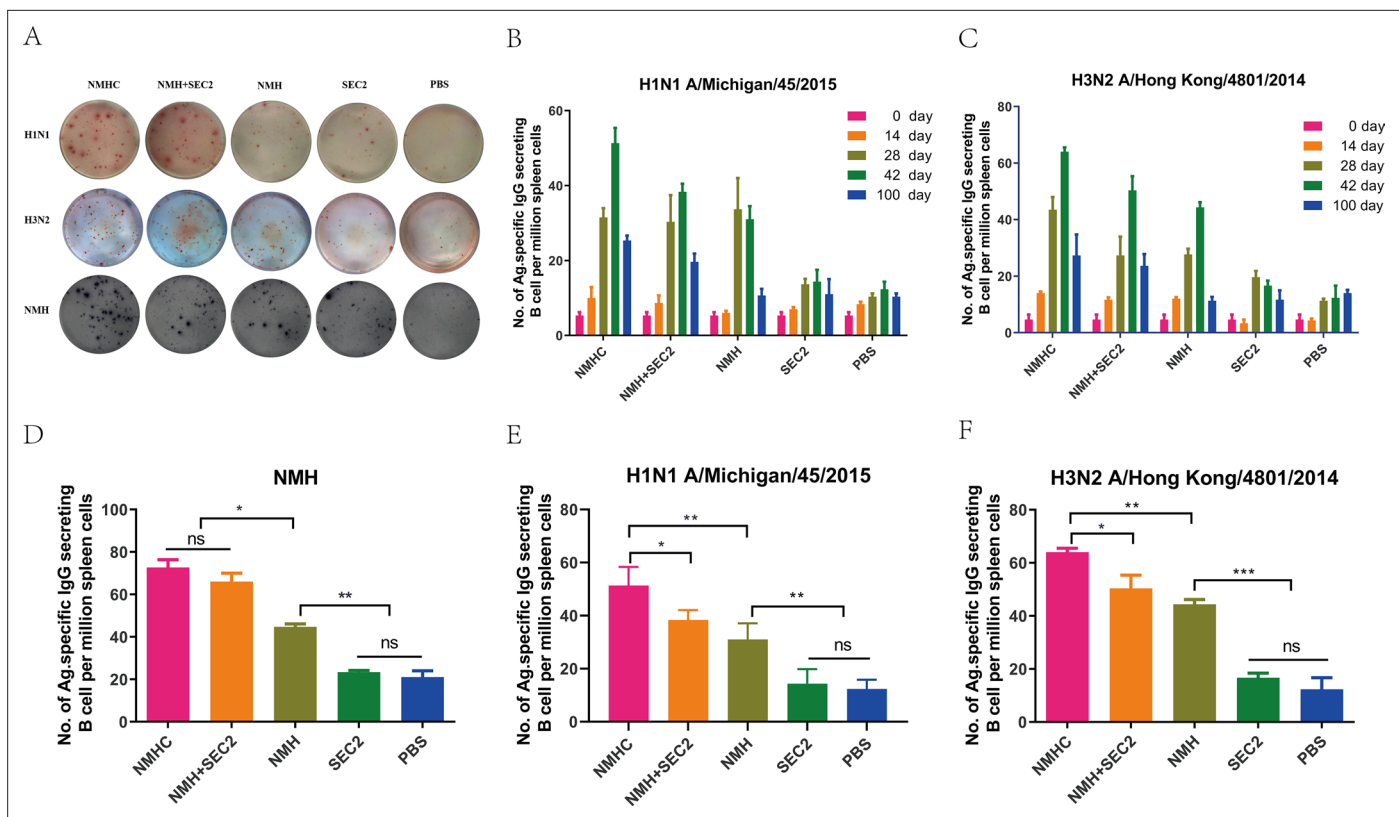 A
NMHC NMH+SEC2 NMH SEC2 PBS
H1N1
H3N2
NMH
B
H1N1 A/Michigan/45/2015
No. of Ag.specific IgG secreting
B cell per million spleen cells
60
40
20
0
0 day
14 day
28 day
42 day
100 day
NMHC NMH+SEC2 NMH SEC2 PBS
C
H3N2 A/Hong Kong/4801/2014
No. of Ag.specific IgG secreting
B cell per million spleen cells
80
60
40
20
0
0 day
14 day
28 day
42 day
100 day
NMHC NMH+SEC2 NMH SEC2 PBS
D
NMH
No. of Ag.specific IgG secreting
B cell per million spleen cells
100
80
60
40
20
0
*
ns
**
ns
NMHC NMH+SEC2 NMH SEC2 PBS
E
H1N1 A/Michigan/45/2015
No. of Ag.specific IgG secreting
B cell per million spleen cells
80
60
40
20
0
**
*
**
ns
NMHC NMH+SEC2 NMH SEC2 PBS
F
H3N2 A/Hong Kong/4801/2014
No. of Ag.specific IgG secreting
B cell per million spleen cells
80
60
40
20
0
**
*
***
ns
NMHC NMH+SEC2 NMH SEC2 PBS